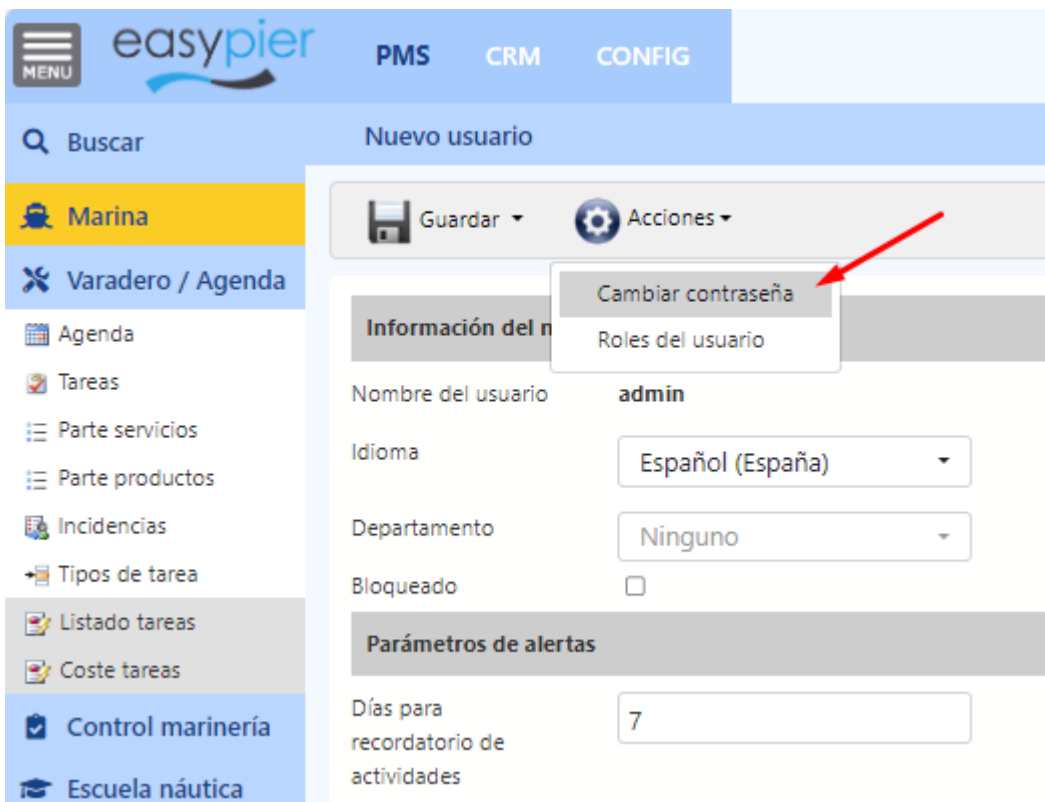 MENU
easypier
PMS
CRM
CONFIG
Buscar
Nuevo usuario
Marina
Guardar
Acciones
Varadero / Agenda
Cambiar contraseña
Roles del usuario
Agenda
Información del n
Tareas
Nombre del usuario
admin
Parte servicios
Idioma
Español (España)
Parte productos
Incidencias
Departamento
Ninguno
Tipos de tarea
Bloqueado
Listado tareas
Parámetros de alertas
Coste tareas
Control marinería
Días para
recordatorio de
actividades
7
Escuela náutica